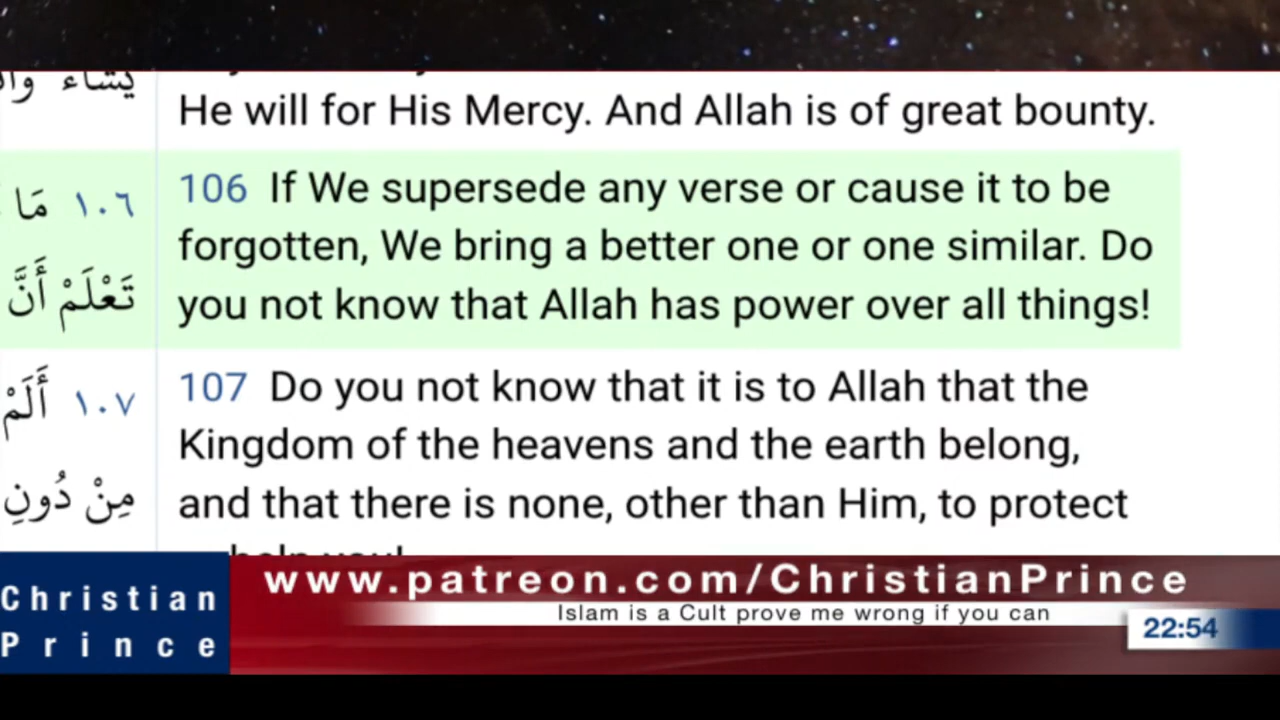 يَشَاءُ
He will for His Mercy. And Allah is of great bounty.
١٠٦ مَا
106 If We supersede any verse or cause it to be
forgotten, We bring a better one or one similar. Do
تَعْلَمْ أَنَّ
you not know that Allah has power over all things!
١٠٧ أَلَمْ
107 Do you not know that it is to Allah that the
Kingdom of the heavens and the earth belong,
مِنْ دُونِ
and that there is none, other than Him, to protect
help you!
Christian
Prince
www.patreon.com/ChristianPrince
Islam is a Cult prove me wrong if you can
22:54